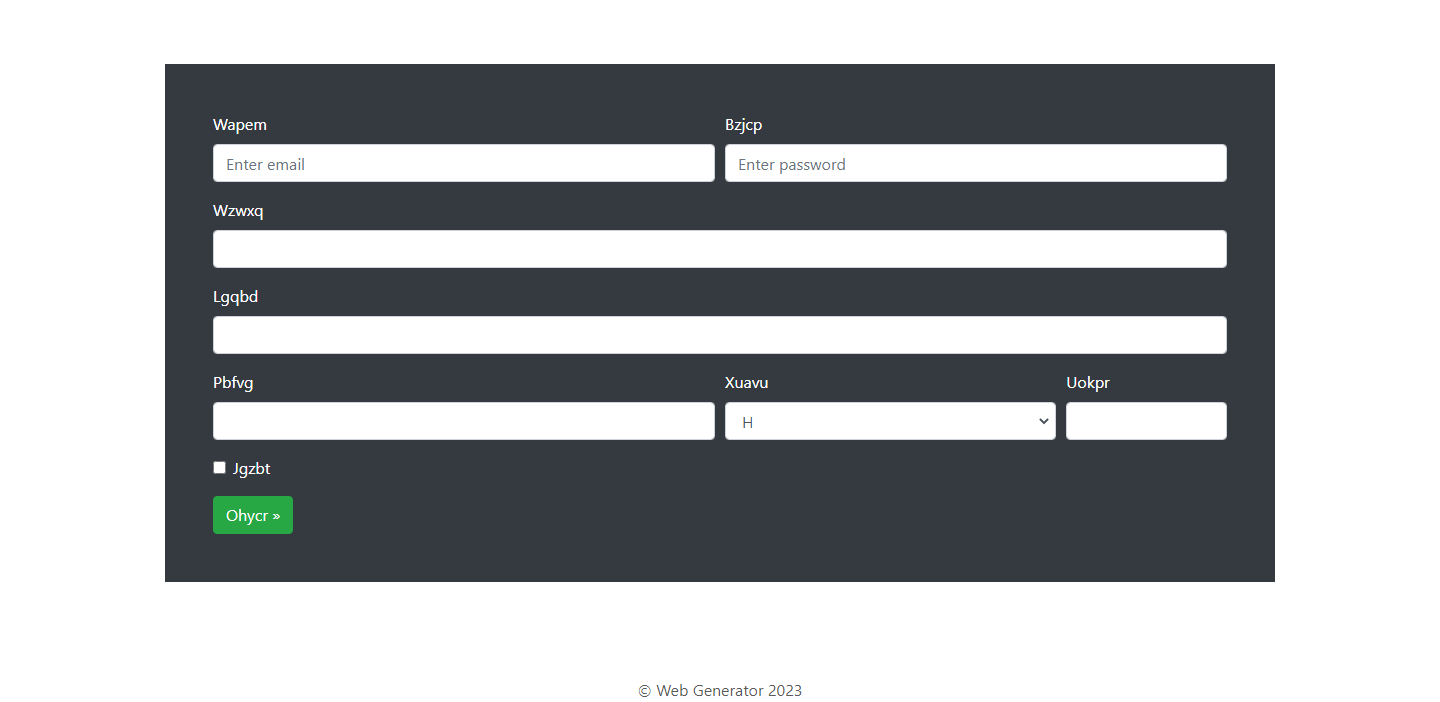 Wapem Bzjcp
Enter email Enter password
Wzwxq
Lgqbd
Pbfvg Xuavu Uokpr
H
Jgzbt
Ohycr »
© Web Generator 2023